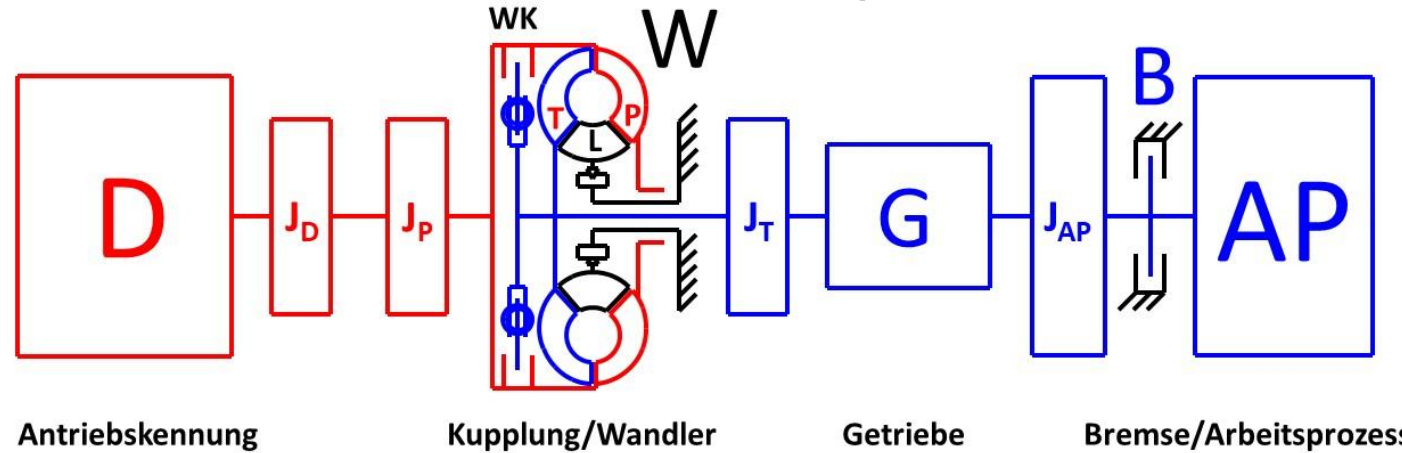 WK
W
T
P
L
D
J_D
J_P
J_T
G
J_AP
B
AP
Antriebskennung
Kupplung/Wandler
Getriebe
Bremse/Arbeitsprozess